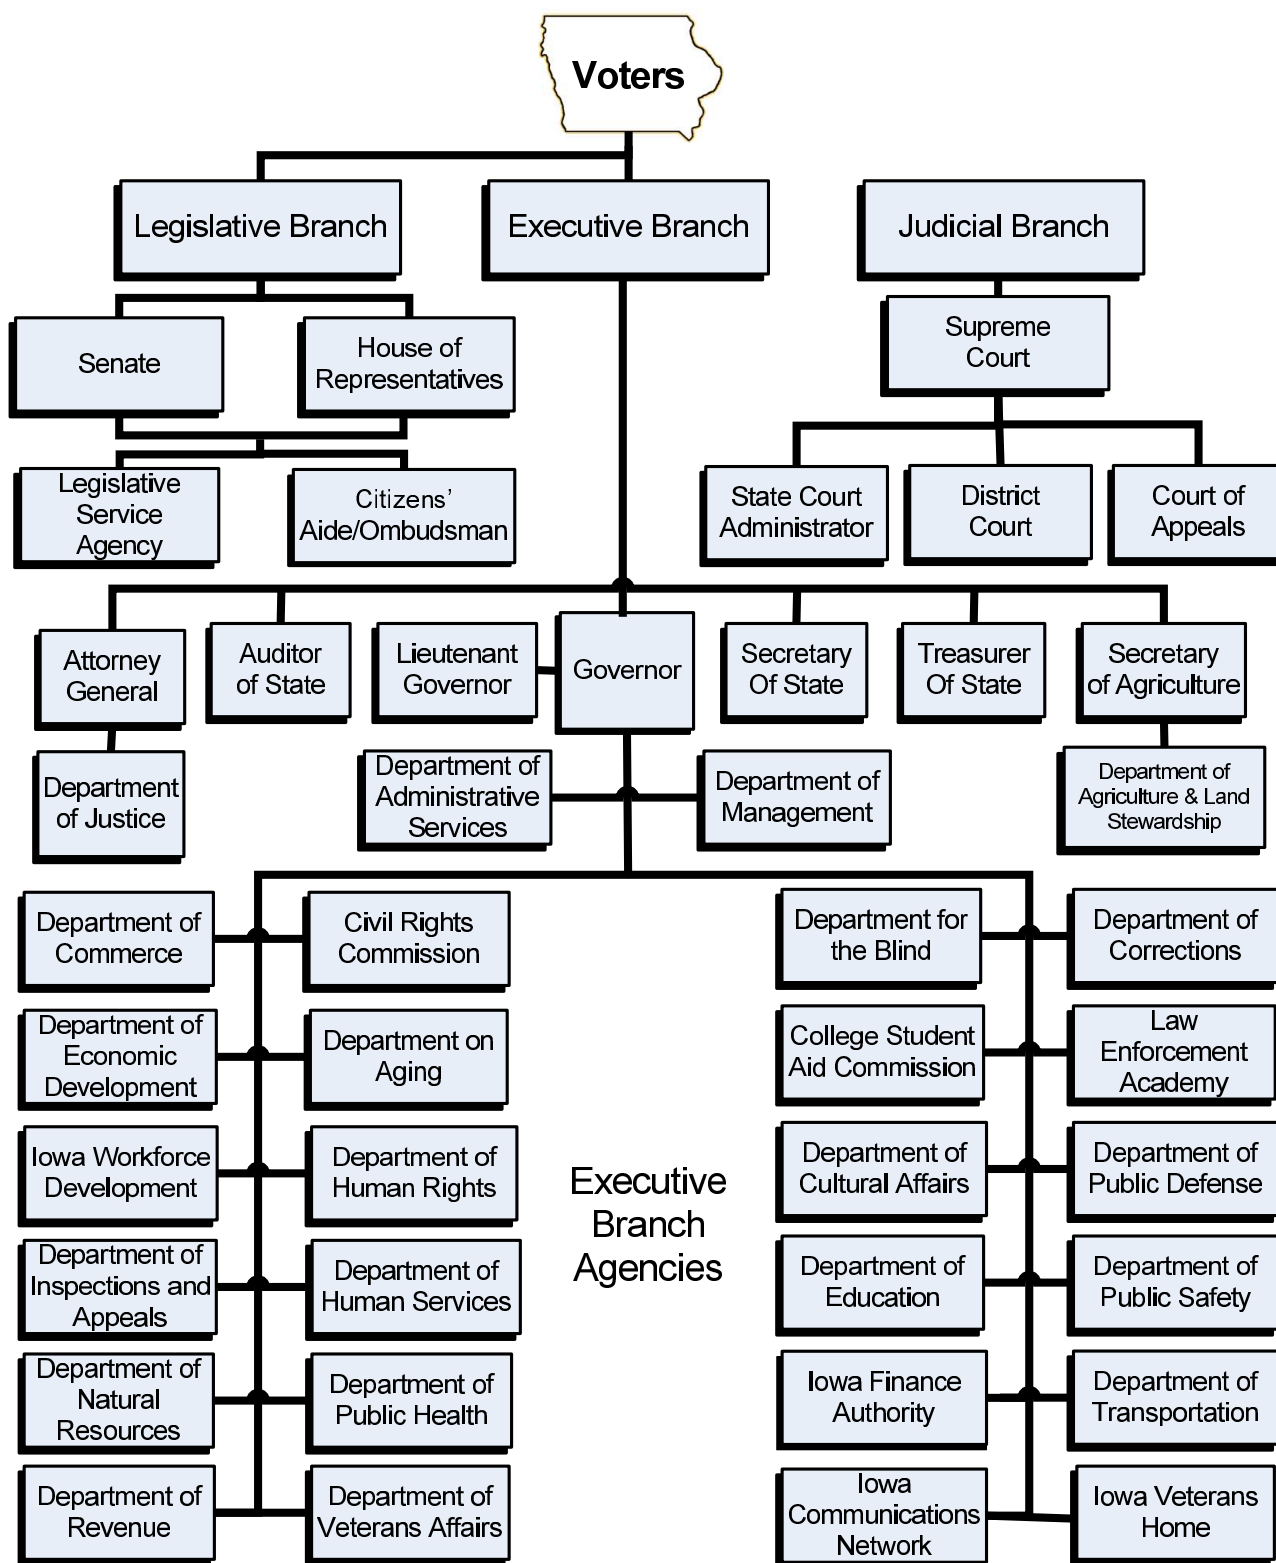 Voters
Legislative Branch
Executive Branch
Judicial Branch
Senate
House of
Representatives
Supreme
Court
Legislative
Service
Agency
Citizens’
Aide/Ombudsman
State Court
Administrator
District
Court
Court of
Appeals
Attorney
General
Auditor
of State
Lieutenant
Governor
Governor
Secretary
Of State
Treasurer
Of State
Secretary
of Agriculture
Department
of Justice
Department of
Administrative
Services
Department of
Management
Department of
Agriculture & Land
Stewardship
Department of
Commerce
Civil Rights
Commission
Department for
the Blind
Department of
Corrections
Department of
Economic
Development
Department on
Aging
College Student
Aid Commission
Law
Enforcement
Academy
Iowa Workforce
Development
Department of
Human Rights
Executive
Branch
Agencies
Department of
Cultural Affairs
Department of
Public Defense
Department of
Inspections and
Appeals
Department of
Human Services
Department of
Education
Department of
Public Safety
Department of
Natural
Resources
Department of
Public Health
Iowa Finance
Authority
Department of
Transportation
Department of
Revenue
Department of
Veterans Affairs
Iowa
Communications
Network
Iowa Veterans
Home